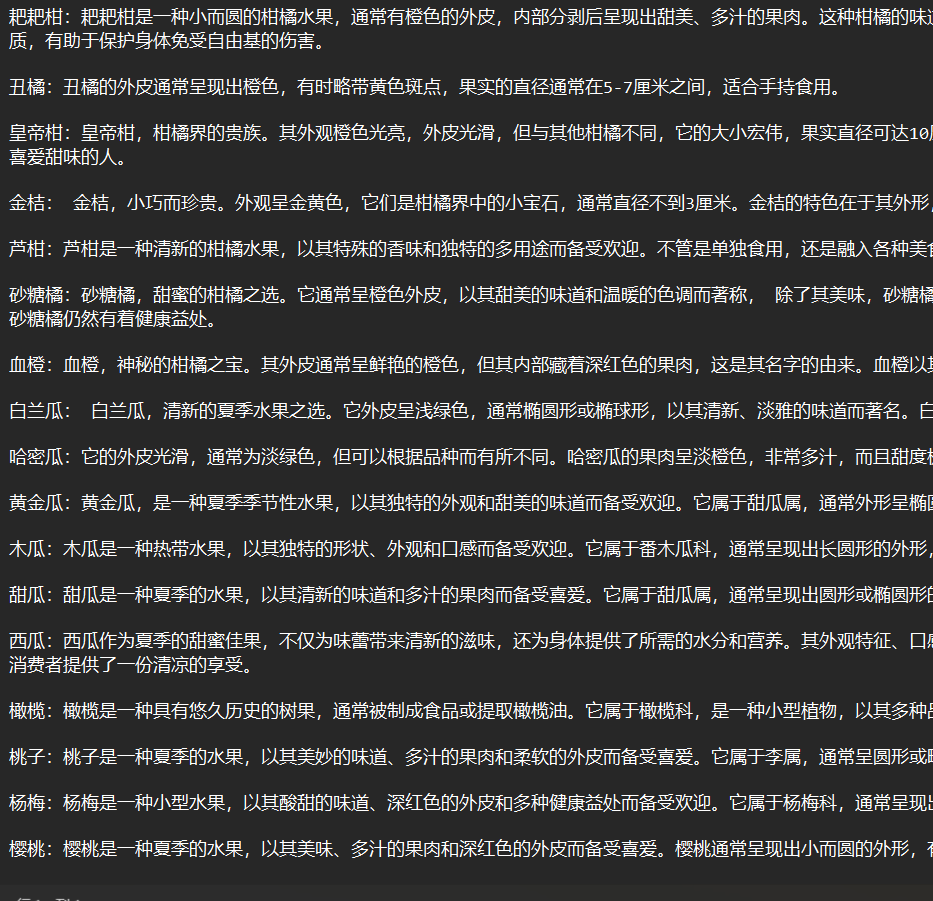 耙耙柑：耙耙柑是一种小而圆的柑橘水果，通常有橙色的外皮，内部分剥后呈现出甜美、多汁的果肉。这种柑橘的味
质，有助于保护身体免受自由基的伤害。
丑橘：丑橘的外皮通常呈现出橙色，有时略带黄色斑点，果实的直径通常在5-7厘米之间，适合手持食用。
皇帝柑：皇帝柑，柑橘界的贵族。其外观橙色光亮，外皮光滑，但与其他柑橘不同，它的大小宏伟，果实直径可达10
喜爱甜味的人。
金桔： 金桔，小巧而珍贵。外观呈金黄色，它们是柑橘界中的小宝石，通常直径不到3厘米。金桔的特色在于其外形，
芦柑：芦柑是一种清新的柑橘水果，以其特殊的香味和独特的多用途而备受欢迎。不管是单独食用，还是融入各种美食
砂糖橘：砂糖橘，甜蜜的柑橘之选。它通常呈橙色外皮，以其甜美的味道和温暖的色调而著称， 除了其美味，砂糖橘
砂糖橘仍然有着健康益处。
血橙：血橙，神秘的柑橘之宝。其外皮通常呈鲜艳的橙色，但其内部藏着深红色的果肉，这是其名字的由来。血橙以其
白兰瓜： 白兰瓜，清新的夏季水果之选。它外皮呈浅绿色，通常椭圆形或椭球形，以其清新、淡雅的味道而著名。白
哈密瓜：它的外皮光滑，通常为淡绿色，但可以根据品种而有所不同。哈密瓜的果肉呈淡橙色，非常多汁，而且甜度
黄金瓜：黄金瓜，是一种夏季季节性水果，以其独特的外观和甜美的味道而备受欢迎。它属于甜瓜属，通常外形呈椭圆
木瓜：木瓜是一种热带水果，以其独特的形状、外观和口感而备受欢迎。它属于番木瓜科，通常呈现出长圆形的外形，
甜瓜：甜瓜是一种夏季的水果，以其清新的味道和多汁的果肉而备受喜爱。它属于甜瓜属，通常呈现出圆形或椭圆形的
西瓜：西瓜作为夏季的甜蜜佳果，不仅为味蕾带来清新的滋味，还为身体提供了所需的水分和营养。其外观特征、口感
消费者提供了一份清凉的享受。
橄榄：橄榄是一种具有悠久历史的树果，通常被制成食品或提取橄榄油。它属于橄榄科，是一种小型植物，以其多种
桃子：桃子是一种夏季的水果，以其美妙的味道、多汁的果肉和柔软的外皮而备受喜爱。它属于李属，通常呈圆形或
杨梅：杨梅是一种小型水果，以其酸甜的味道、深红色的外皮和多种健康益处而备受欢迎。它属于杨梅科，通常呈现出
樱桃：樱桃是一种夏季的水果，以其美味、多汁的果肉和深红色的外皮而备受喜爱。樱桃通常呈现出小而圆的外形，